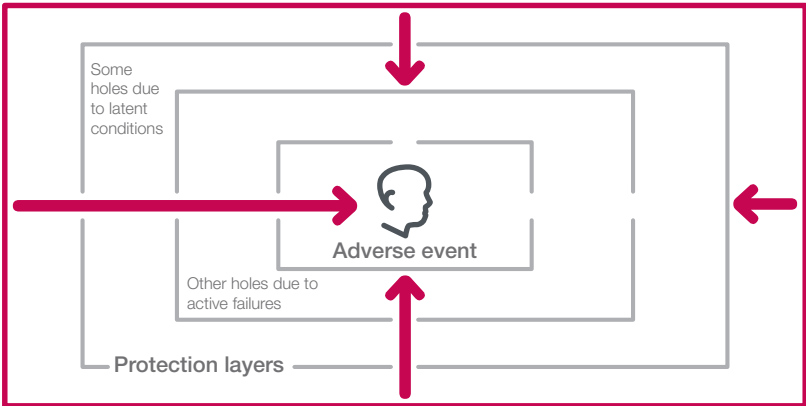 Some
holes due
to latent
conditions
Adverse event
Other holes due to
active failures
Protection layers